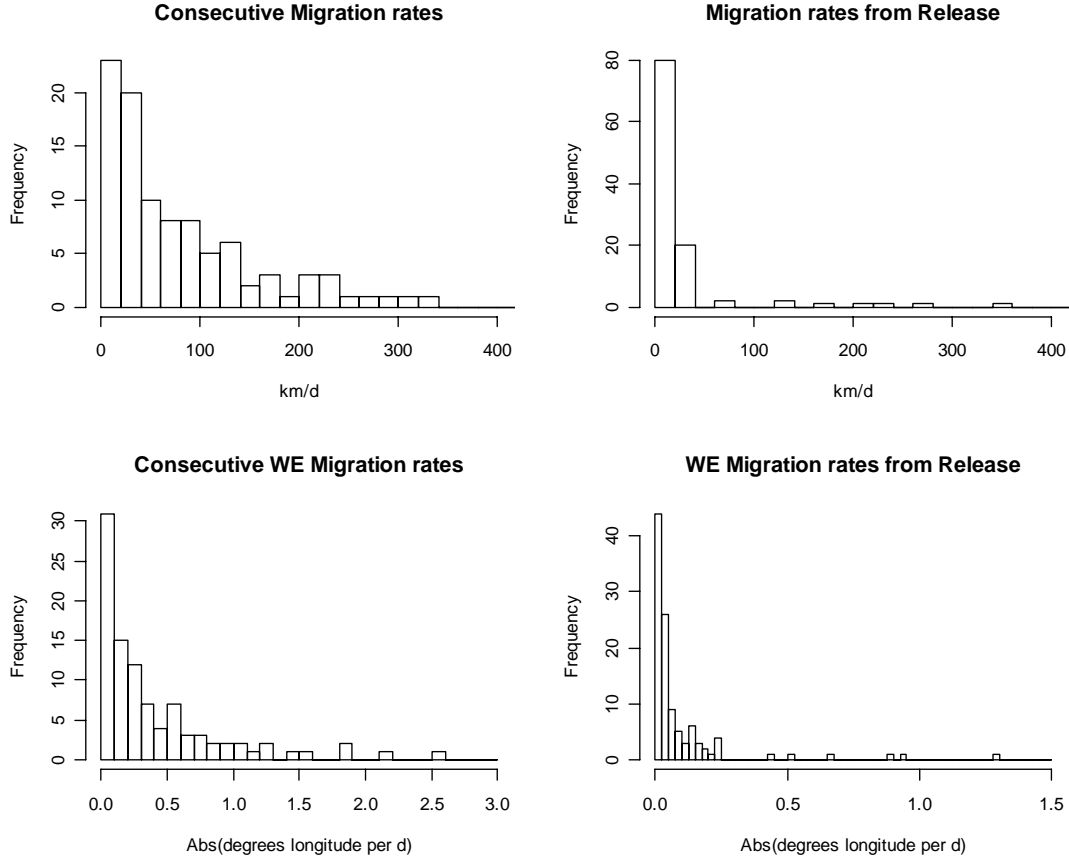 Consecutive Migration rates
Frequency
0 5 10 15 20
0 100 200 300 400
km/d
Migration rates from Release
Frequency
0 20 40 60 80
0 100 200 300 400
km/d
Consecutive WE Migration rates
Frequency
0 5 10 15 20 25 30
0.0 0.5 1.0 1.5 2.0 2.5 3.0
Abs(degrees longitude per d)
WE Migration rates from Release
Frequency
0 10 20 30 40
0.0 0.5 1.0 1.5
Abs(degrees longitude per d)